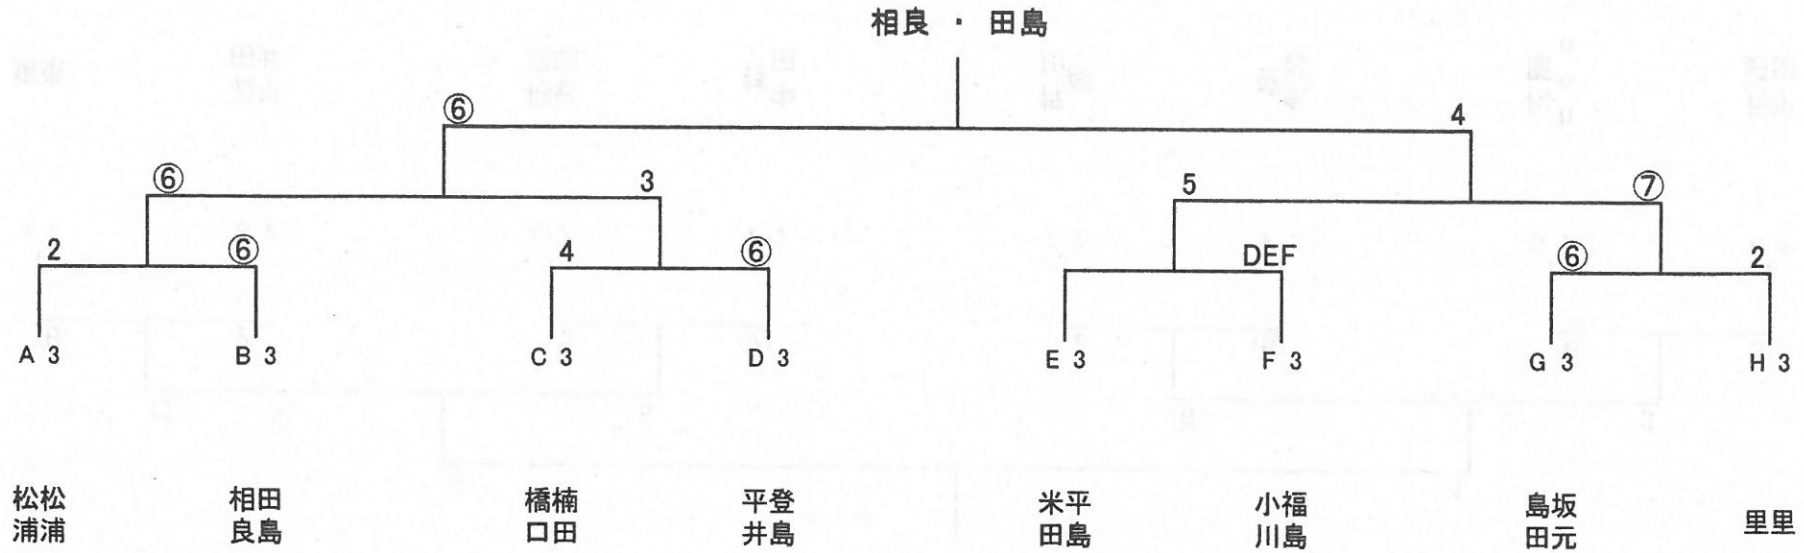 相良 ・ 田島
⑥ 4
⑥ 3 5 ⑦
2 ⑥ 4 ⑥ DEF ⑥ 2
A 3 B 3 C 3 D 3 E 3 F 3 G 3 H 3
松浦 松浦
相良 田島
橋口 楠田
平井 登島
米田 平島
小川 福島
島田 坂元
里 里